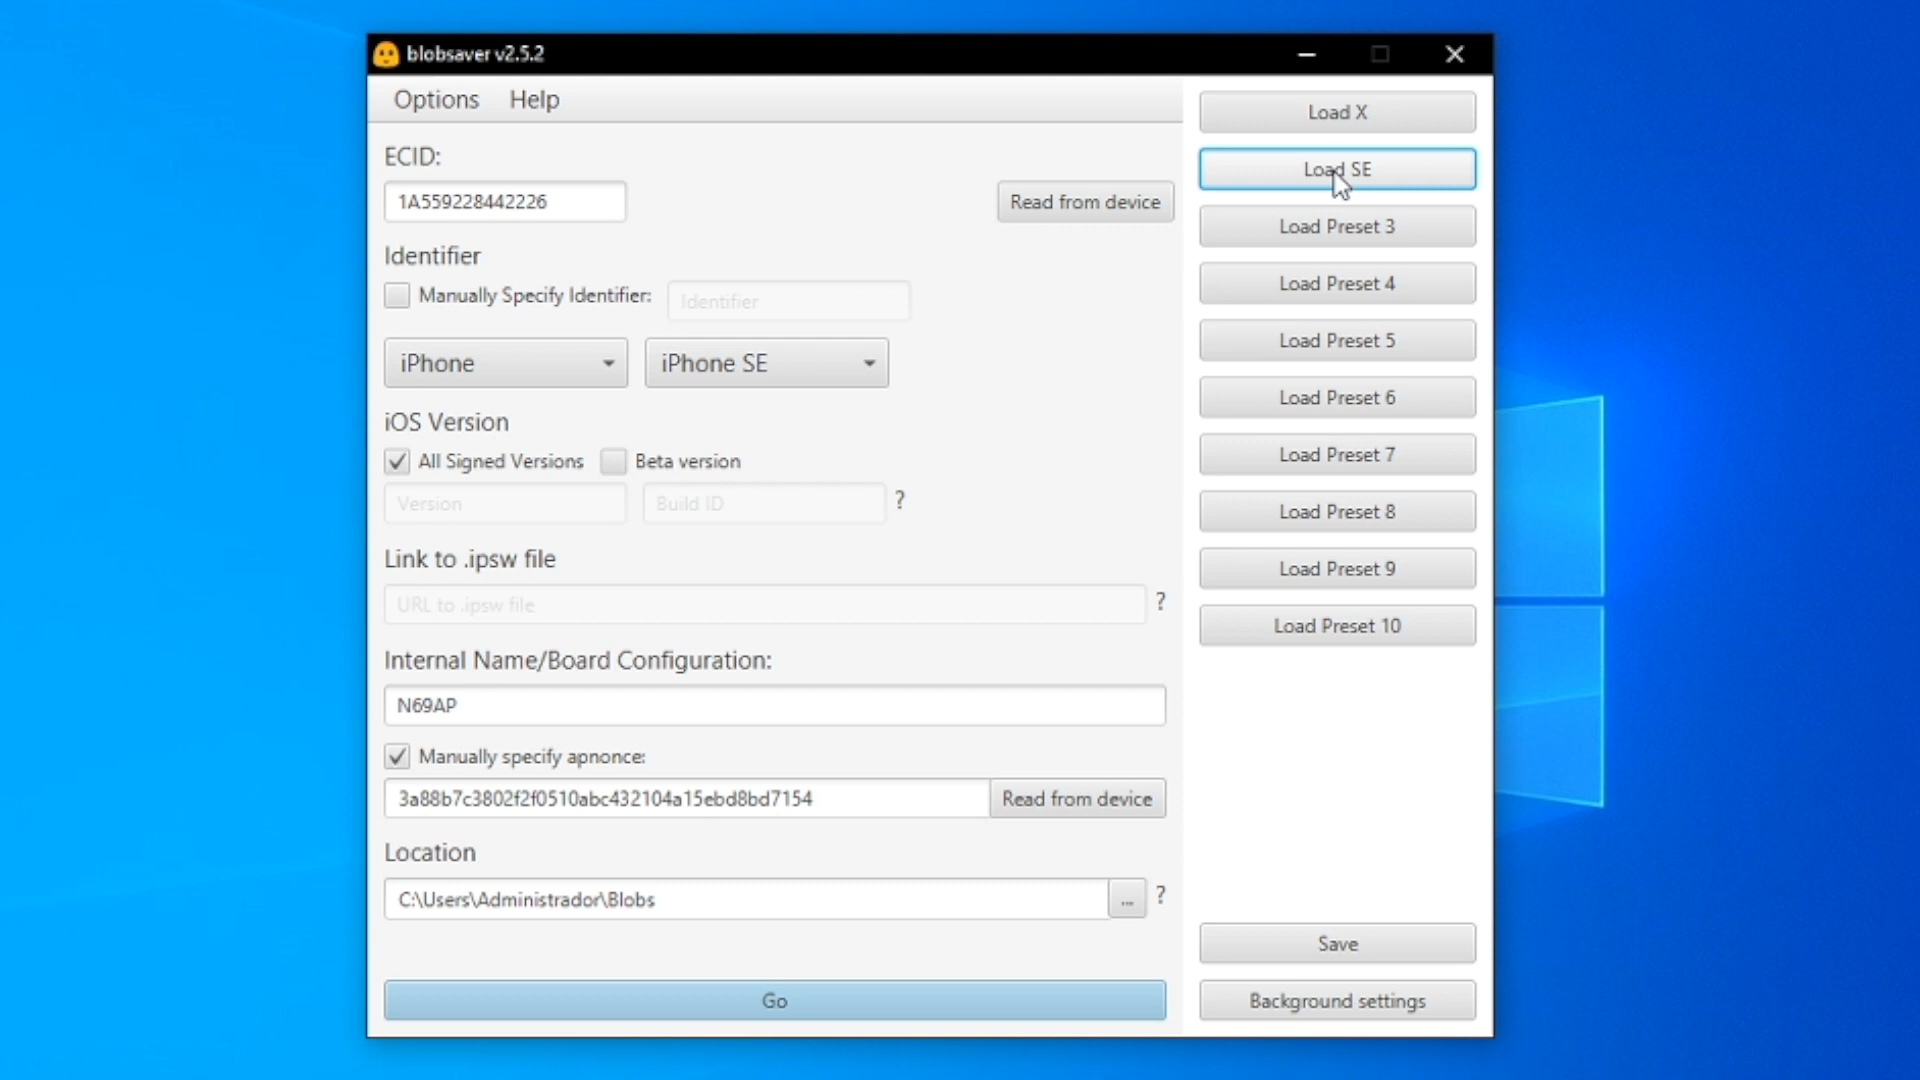 blobsaver v2.5.2
Options Help
ECID:
1A559228442226
Read from device
Identifier
Manually Specify Identifier:
Identifier
iPhone
iPhone SE
iOS Version
All Signed Versions
Beta version
Version
Build ID
?
Link to .ipsw file
URL to .ipsw file
?
Internal Name/Board Configuration:
N69AP
Manually specify apnonce:
3a88b7c3802f2f0510abc432104a15ebd8bd7154
Read from device
Location
C:\Users\Administrador\Blobs
...
?
Go
Load X
Load SE
Load Preset 3
Load Preset 4
Load Preset 5
Load Preset 6
Load Preset 7
Load Preset 8
Load Preset 9
Load Preset 10
Save
Background settings